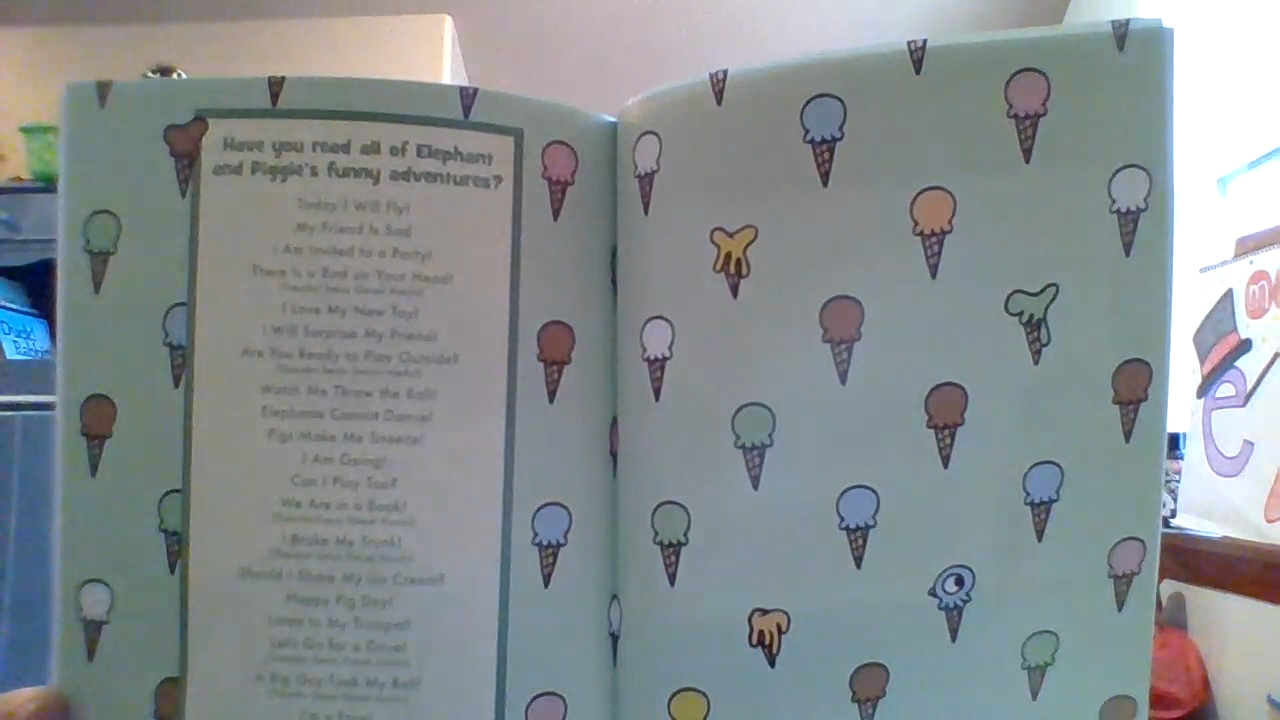 Have you read all of Elephant
and Piggie's funny adventures?
Today I Will Fly!
My Friend Is Sad
I Am Invited to a Party!
There Is a Bird on Your Head!
I Love My New Toy!
I Will Surprise My Friend!
Are You Ready to Play Outside?
Watch Me Throw the Ball!
Elephants Cannot Dance!
Pigs Make Me Sneeze!
I Am Going!
Can I Play Too?
We Are in a Book!
I Broke My Trunk!
Should I Share My Ice Cream?
Happy Pig Day!
Listen to My Trumpet!
Let's Go for a Drive!
A Big Guy Took My Ball!
I'm a Frog!
Duck!
m
e